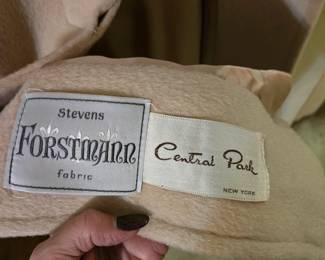 Stevens
FORSTMANN
fabric
Central Park
NEW YORK